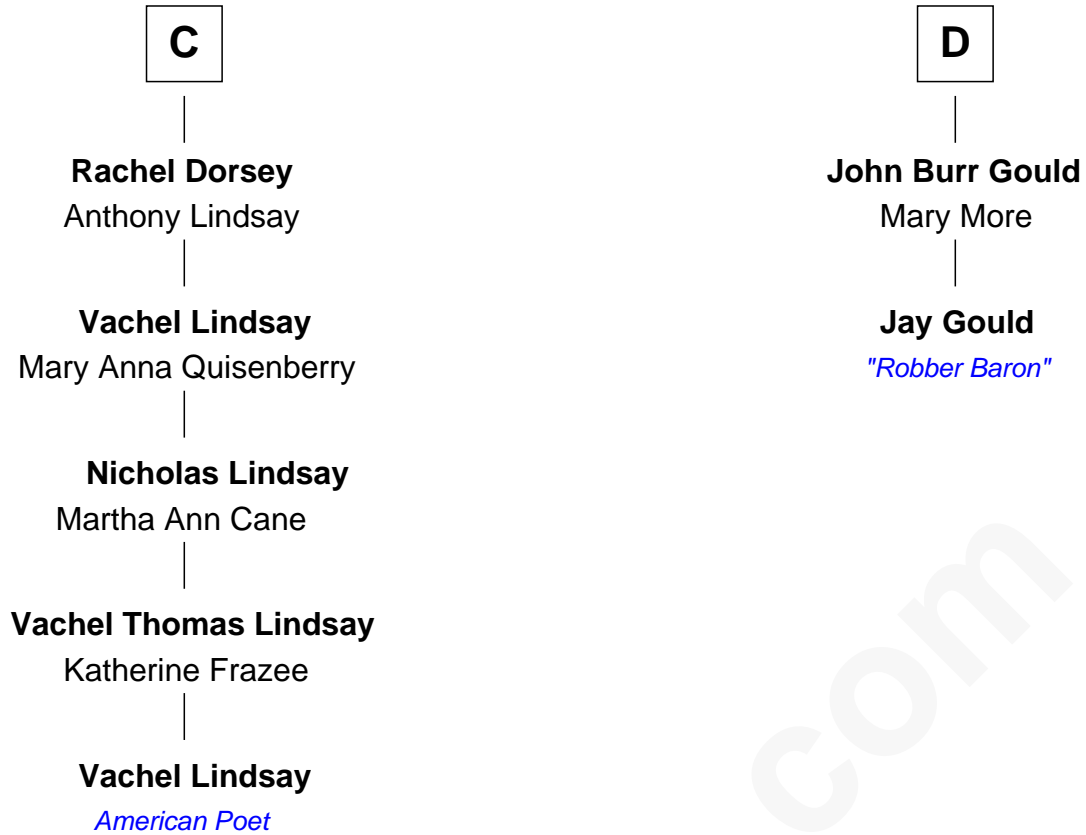 C
Rachel Dorsey
Anthony Lindsay
Vachel Lindsay
Mary Anna Quisenberry
Nicholas Lindsay
Martha Ann Cane
Vachel Thomas Lindsay
Katherine Frazee
Vachel Lindsay
American Poet
D
John Burr Gould
Mary More
Jay Gould
"Robber Baron"
com